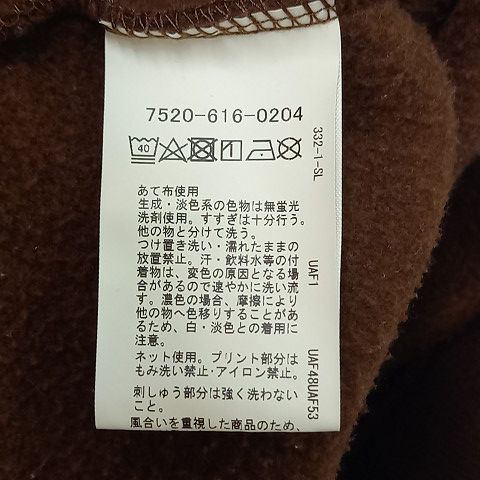 7520-616-0204
40
あて布使用
生成・淡色系の色物は無蛍光
洗剤使用。すすぎは十分行う。
他の物と分けて洗う。
つけ置き洗い・濡れたままの
放置禁止。汗・飲料水等の付
着物は、変色の原因となる場
合があるので速やかに洗い流
す。濃色の場合、摩擦により
他の物へ色移りすることがあ
るため、白・淡色との着用に
注意。
ネット使用。プリント部分は
もみ洗い禁止・アイロン禁止。
刺しゅう部分は強く洗わない
こと。
風合いを重視した商品のため、
332-1-SL
UAF1
UAF48UAF53